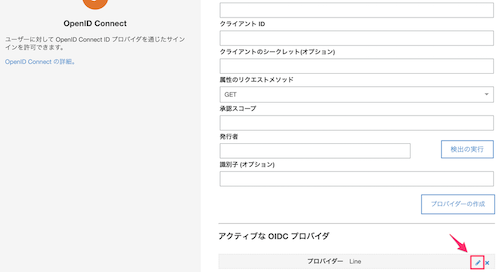 OpenID Connect
ユーザーに対して OpenID Connect ID プロバイダを通じたサイン
インを許可できます。
OpenID Connect の詳細。
クライアント ID
クライアントのシークレット(オプション)
属性のリクエストメソッド
GET
承認スコープ
発行者
検出の実行
識別子 (オプション)
プロバイダーの作成
アクティブな OIDC プロバイダ
プロバイダー Line